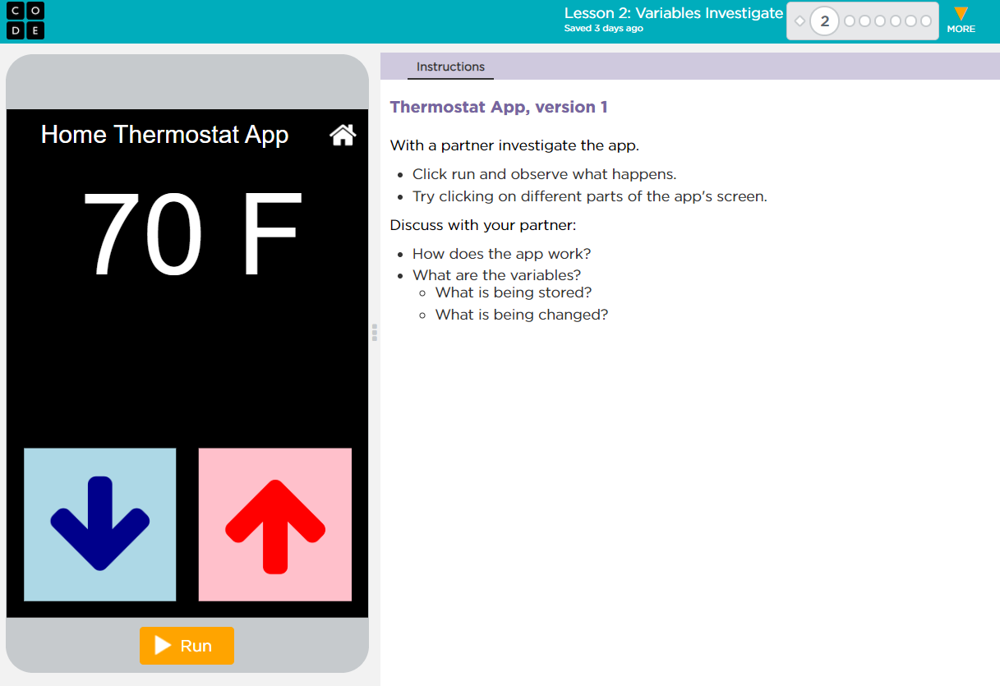 C O
D E
Lesson 2: Variables Investigate
Saved 3 days ago
2
MORE
Instructions
Home Thermostat App
70 F
Run
Thermostat App, version 1
With a partner investigate the app.
Click run and observe what happens.
Try clicking on different parts of the app's screen.
Discuss with your partner:
How does the app work?
What are the variables?
What is being stored?
What is being changed?